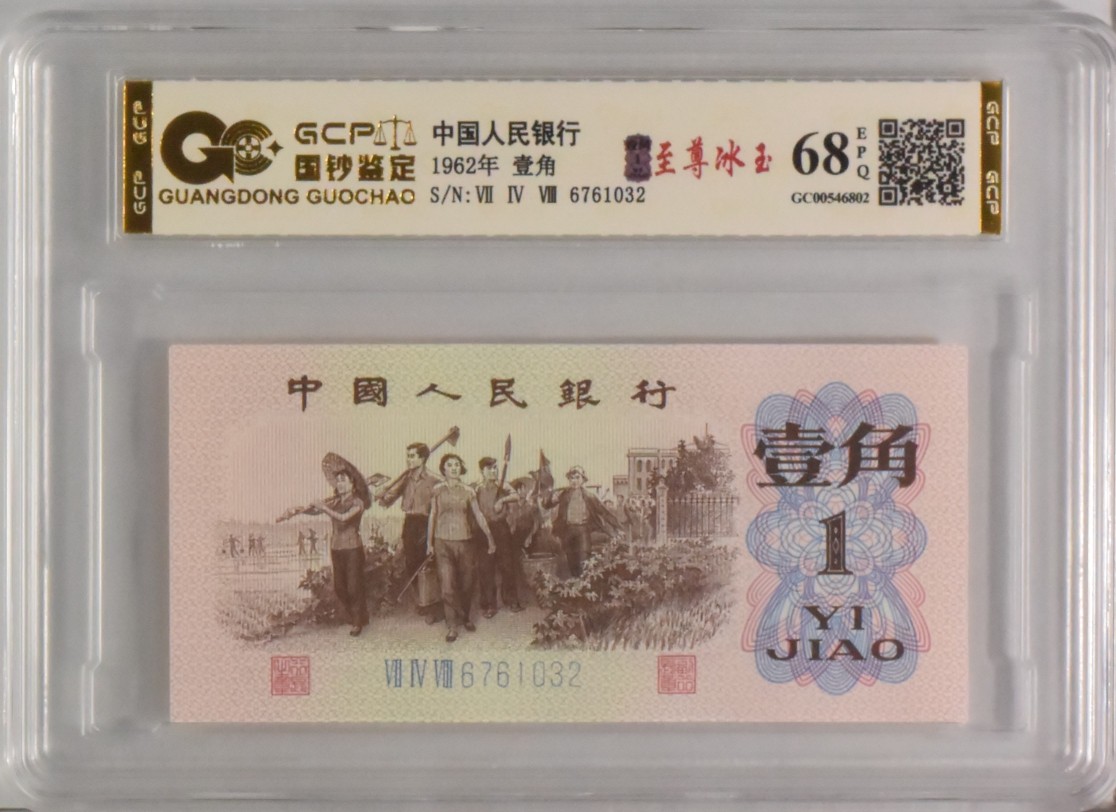 GCP
国钞鉴定
GUANGDONG GUOCHAO
中国人民银行
1962年 壹角
S/N: Ⅶ Ⅳ Ⅷ 6761032
至尊冰玉
68
EPQ
GC00546802
GCP
GCP
GCP
GCP
中國人民銀行
壹角
1
YI
JIAO
Ⅶ Ⅳ Ⅷ 6761032